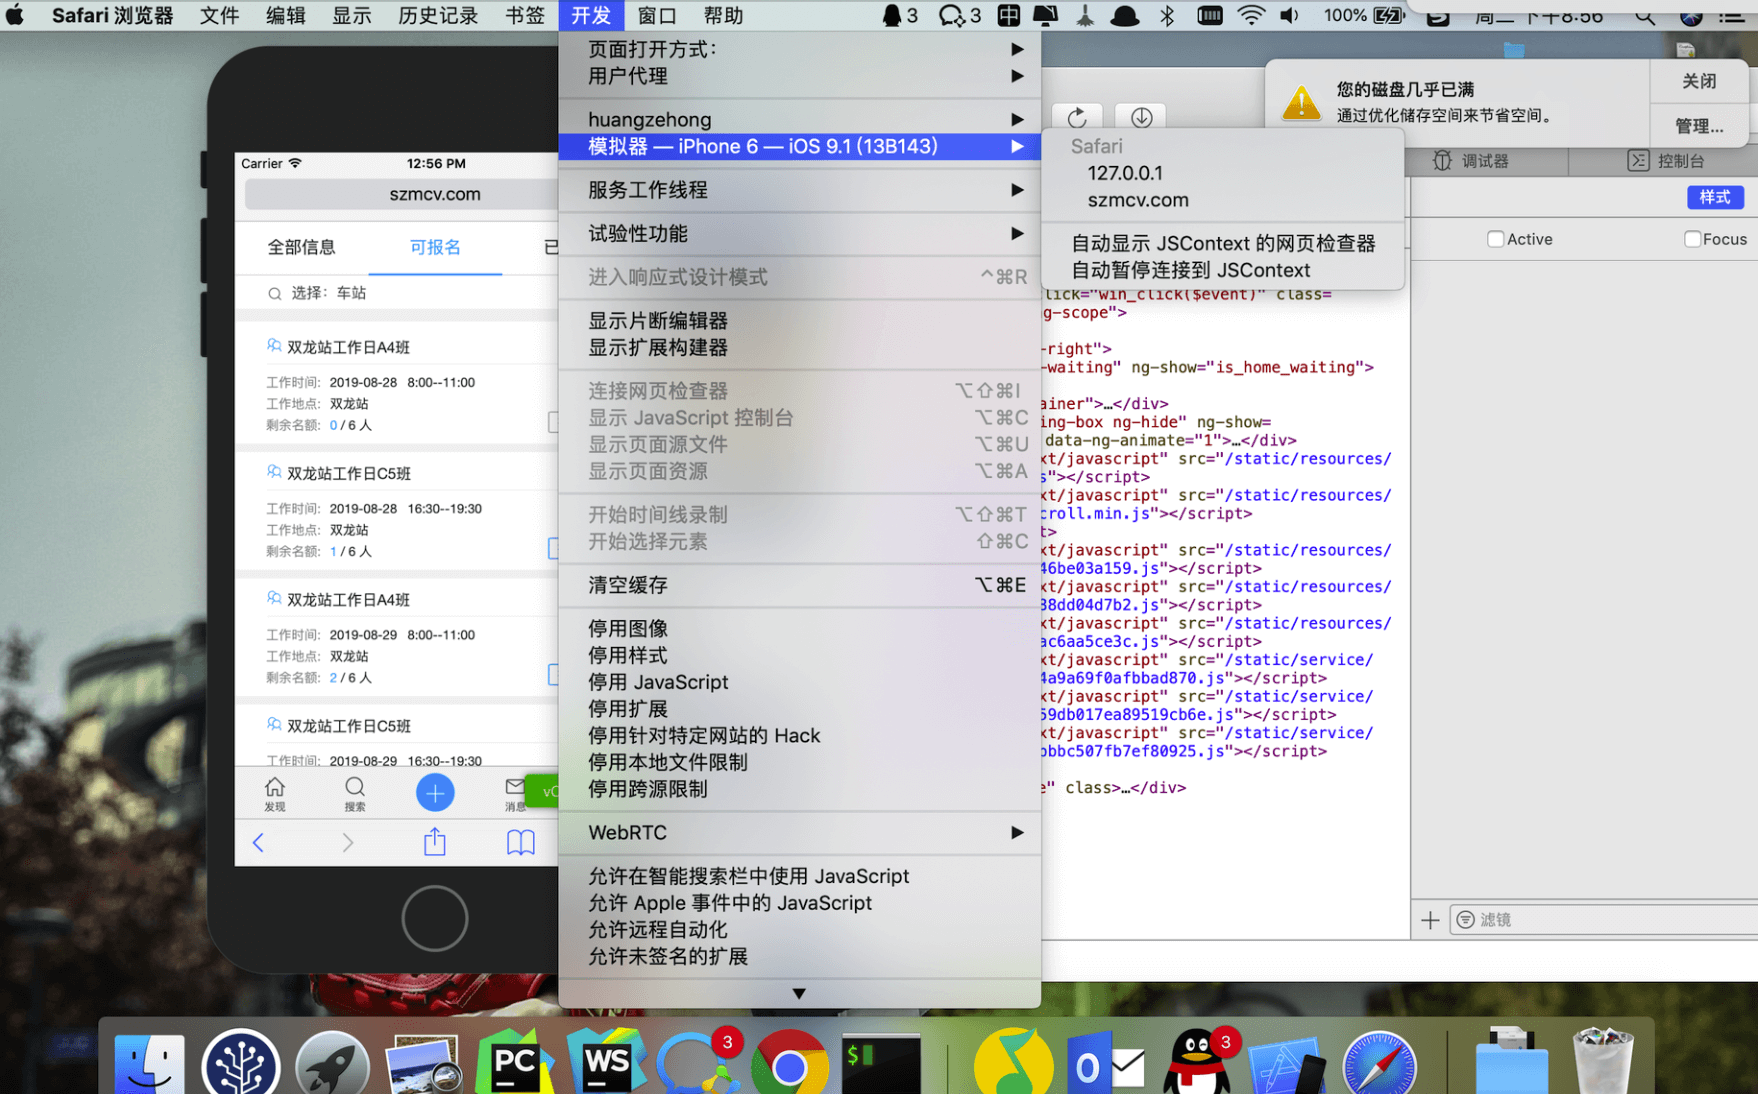 Safari 浏览器 文件 编辑 显示 历史记录 书签 开发 窗口 帮助 3 3 100% 周二 下午8:56
您的磁盘几乎已满
通过优化储存空间来节省空间。
关闭
管理...
页面打开方式：
用户代理
huangzehong
模拟器 — iPhone 6 — iOS 9.1 (13B143)
服务工作线程
试验性功能
进入响应式设计模式 ^⌘R
显示片断编辑器
显示扩展构建器
连接网页检查器 ⌥⇧⌘I
显示 JavaScript 控制台 ⌥⌘C
显示页面源文件 ⌥⌘U
显示页面资源 ⌥⌘A
开始时间线录制 ⌥⇧⌘T
开始选择元素 ⇧⌘C
清空缓存 ⌥⌘E
停用图像
停用样式
停用 JavaScript
停用扩展
停用针对特定网站的 Hack
停用本地文件限制
停用跨源限制
WebRTC
允许在智能搜索栏中使用 JavaScript
允许 Apple 事件中的 JavaScript
允许远程自动化
允许未签名的扩展
Safari
127.0.0.1
szmcv.com
自动显示 JSContext 的网页检查器
自动暂停连接到 JSContext
Carrier 12:56 PM
szmcv.com
全部信息 可报名 已
选择：车站
双龙站工作日A4班
工作时间: 2019-08-28 8:00--11:00
工作地点: 双龙站
剩余名额: 0 / 6 人
双龙站工作日C5班
工作时间: 2019-08-28 16:30--19:30
工作地点: 双龙站
剩余名额: 1 / 6 人
双龙站工作日A4班
工作时间: 2019-08-29 8:00--11:00
工作地点: 双龙站
剩余名额: 2 / 6 人
双龙站工作日C5班
工作时间: 2019-08-29 16:30--19:30
发现 搜索 消息 vC
调试器 控制台
样式
Active Focus
lick="win_click($event)" class=
g-scope">
-right">
-waiting" ng-show="is_home_waiting">
ainer">…</div>
ing-box ng-hide" ng-show=
data-ng-animate="1">…</div>
xt/javascript" src="/static/resources/
s"></script>
xt/javascript" src="/static/resources/
croll.min.js"></script>
t>
xt/javascript" src="/static/resources/
46be03a159.js"></script>
xt/javascript" src="/static/resources/
38dd04d7b2.js"></script>
xt/javascript" src="/static/resources/
ac6aa5ce3c.js"></script>
xt/javascript" src="/static/service/
4a9a69f0afbbad870.js"></script>
xt/javascript" src="/static/service/
59db017ea89519cb6e.js"></script>
xt/javascript" src="/static/service/
bbbc507fb7ef80925.js"></script>
e" class>…</div>
滤镜
PC WS 3 $ O 3